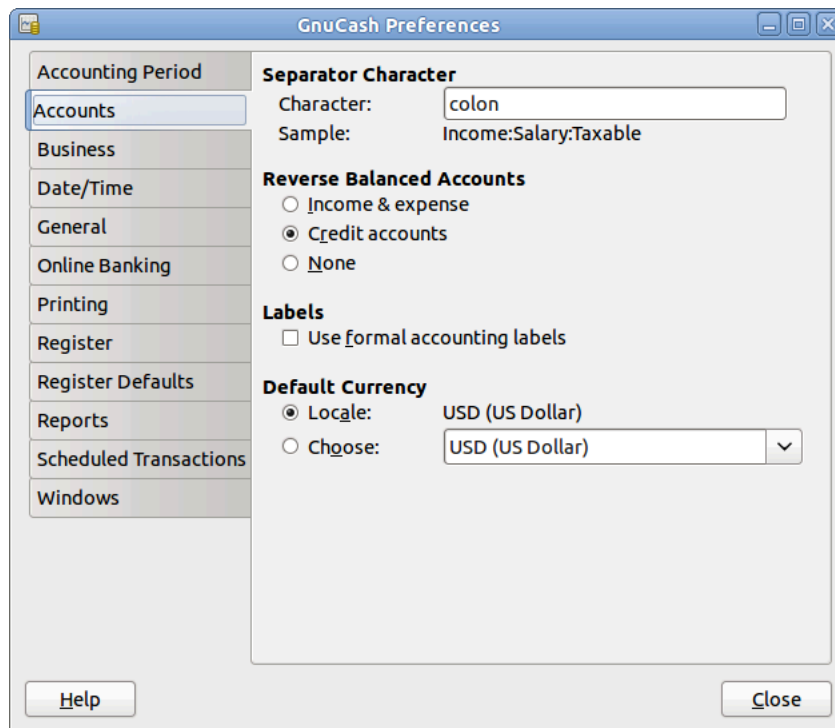 GnuCash Preferences
Accounting Period
Accounts
Business
Date/Time
General
Online Banking
Printing
Register
Register Defaults
Reports
Scheduled Transactions
Windows
Separator Character
Character: colon
Sample: Income:Salary:Taxable
Reverse Balanced Accounts
Income & expense
Credit accounts
None
Labels
Use formal accounting labels
Default Currency
Locale: USD (US Dollar)
Choose: USD (US Dollar)
Help
Close